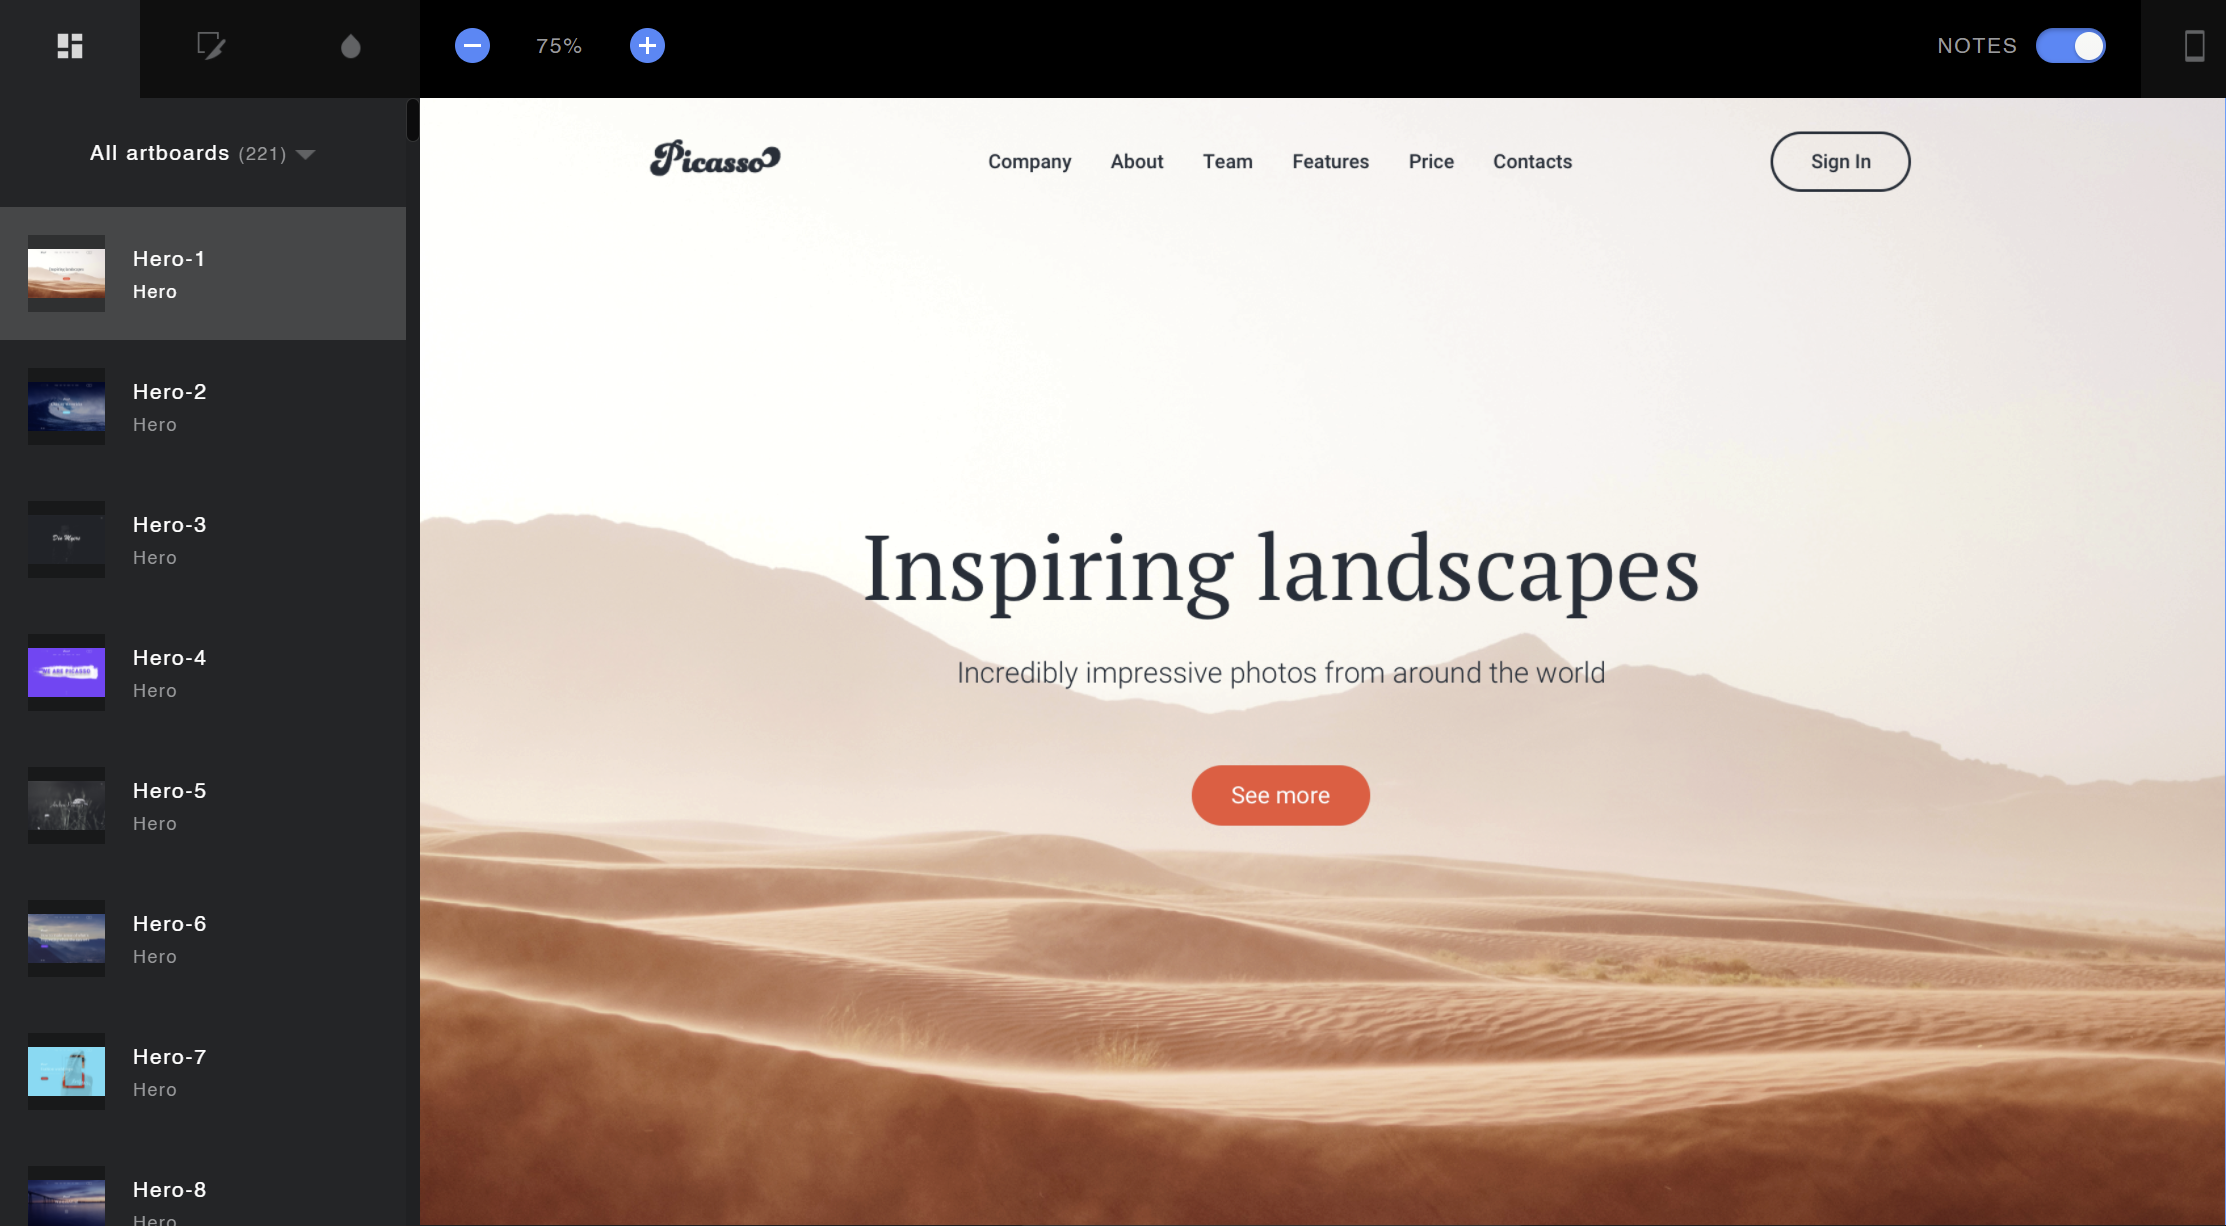 75%
NOTES
All artboards (221)
Hero-1
Hero
Hero-2
Hero
Hero-3
Hero
Hero-4
Hero
Hero-5
Hero
Hero-6
Hero
Hero-7
Hero
Hero-8
Hero
Picasso
Company About Team Features Price Contacts
Sign In
Inspiring landscapes
Incredibly impressive photos from around the world
See more